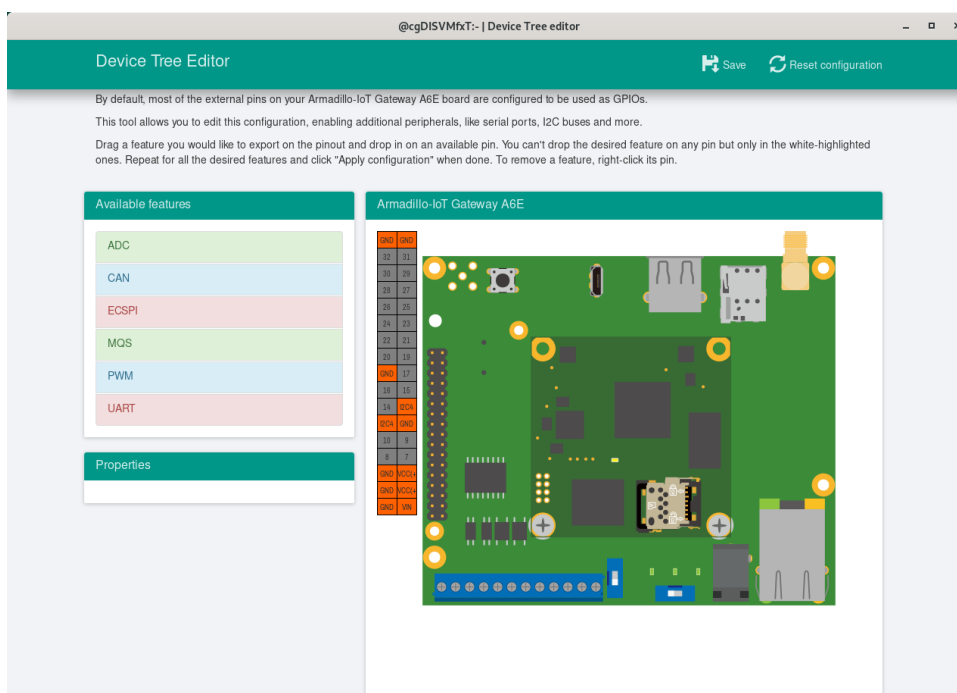 @cgDISVMfxT:- | Device Tree editor
Device Tree Editor
Save
Reset configuration
By default, most of the external pins on your Armadillo-IoT Gateway A6E board are configured to be used as GPIOs.
This tool allows you to edit this configuration, enabling additional peripherals, like serial ports, I2C buses and more.
Drag a feature you would like to export on the pinout and drop in on an available pin. You can't drop the desired feature on any pin but only in the white-highlighted
ones. Repeat for all the desired features and click "Apply configuration" when done. To remove a feature, right-click its pin.
Available features
ADC
CAN
ECSPI
MQS
PWM
UART
Properties
Armadillo-IoT Gateway A6E
GND GND
32 31
30 29
28 27
26 25
24 23
22 21
20 19
GND 17
16 15
14 I2C4
I2C4 GND
10 9
8 7
GND VCC(+
GND VCC(+
GND VIN